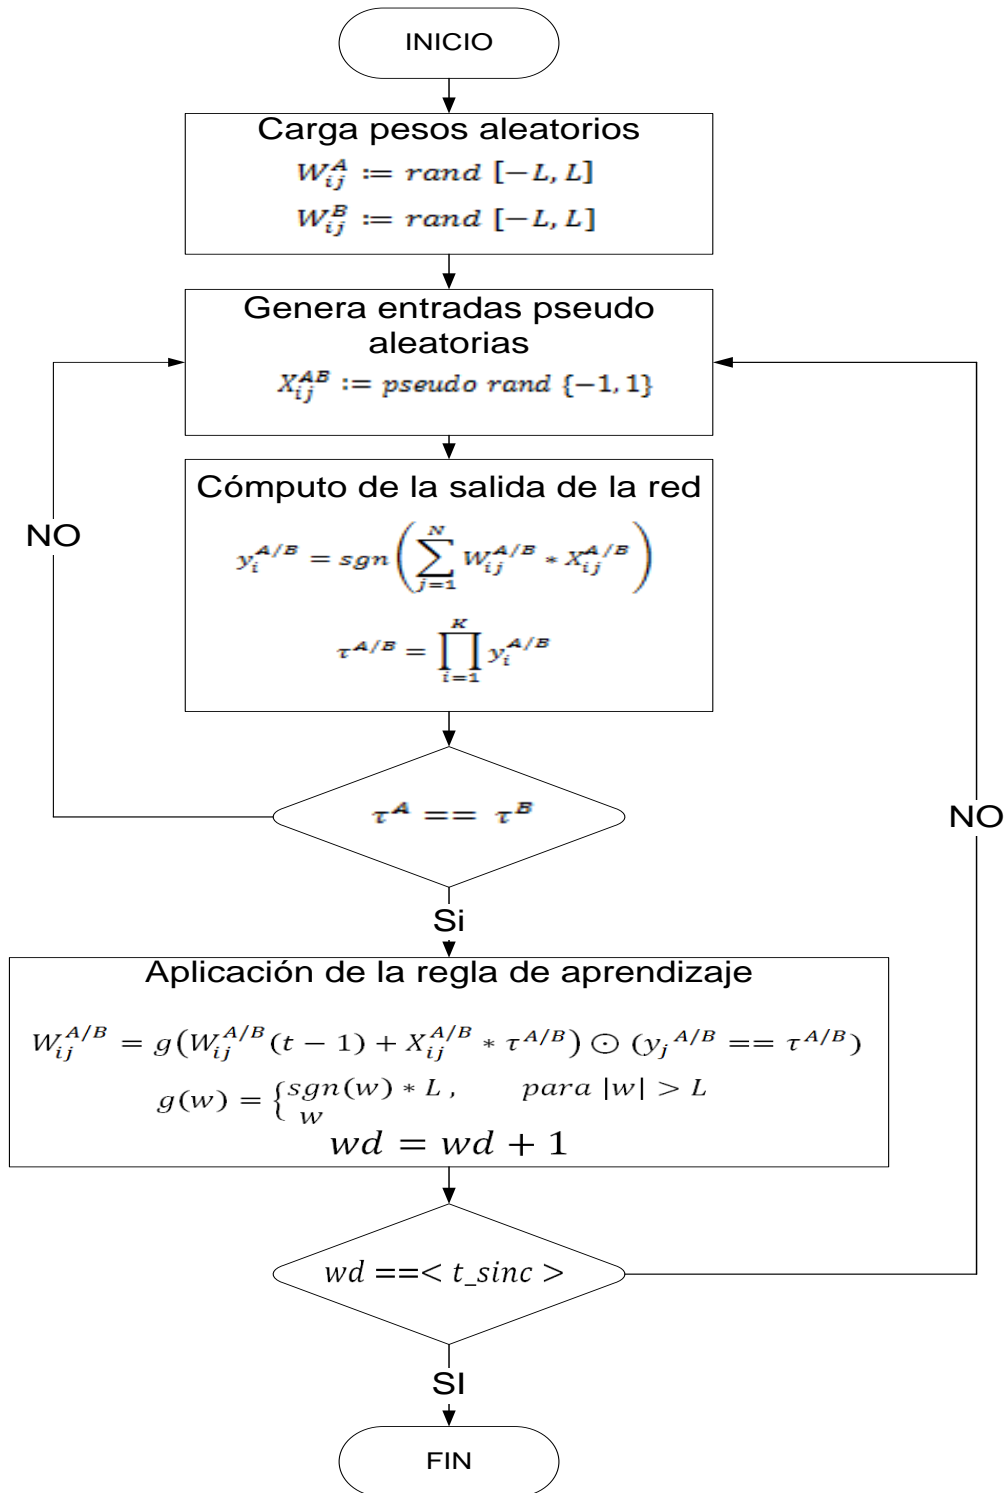 INICIO
Carga pesos aleatorios
W_{ij}^{A} := rand [−L, L]
W_{ij}^{B} := rand [−L, L]
Genera entradas pseudo
aleatorias
X_{ij}^{AB} := pseudo rand {−1, 1}
Cómputo de la salida de la red
y_i^{A/B} = sgn(∑_{j=1}^{N} W_{ij}^{A/B} * X_{ij}^{A/B})
τ^{A/B} = ∏_{i=1}^{K} y_i^{A/B}
NO
τ^A == τ^B
NO
Si
Aplicación de la regla de aprendizaje
W_{ij}^{A/B} = g(W_{ij}^{A/B}(t − 1) + X_{ij}^{A/B} * τ^{A/B}) ⊙ (y_j^{A/B} == τ^{A/B})
g(w) = { sgn(w) * L , para |w| > L
w
wd = wd + 1
wd ==< t_sinc >
SI
FIN